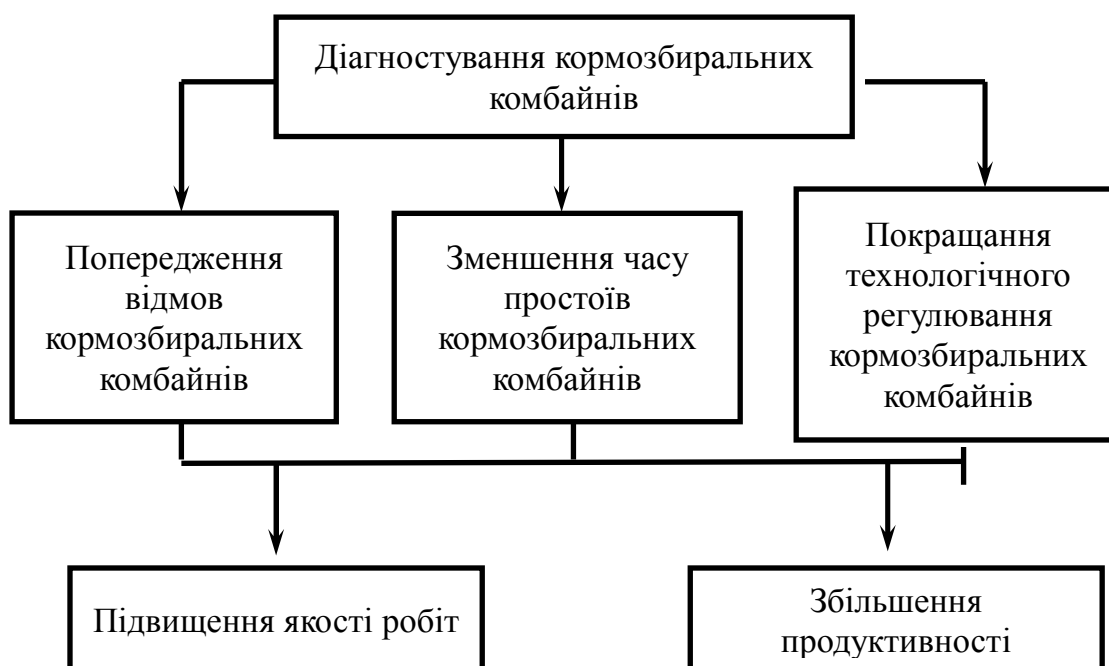 Діагностування кормозбиральних
комбайнів
Попередження
відмов
кормозбиральних
комбайнів
Зменшення часу
простоїв
кормозбиральних
комбайнів
Покращання
технологічного
регулювання
кормозбиральних
комбайнів
Підвищення якості робіт
Збільшення
продуктивності